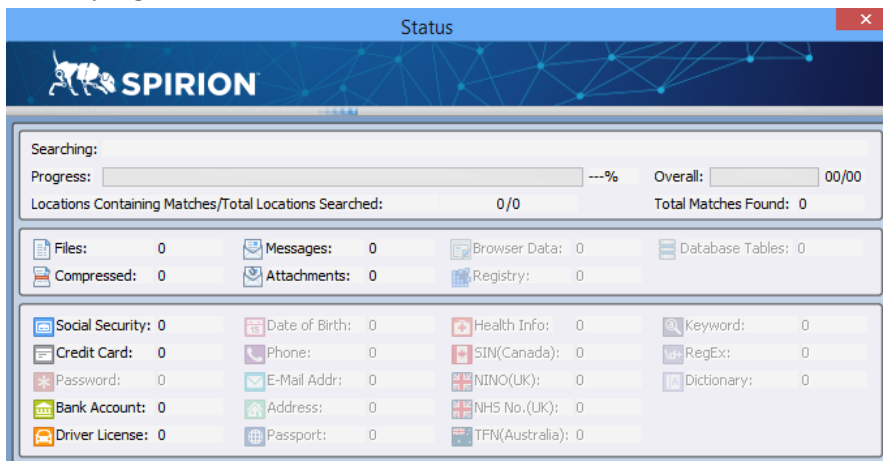 Status
SPIRION
Searching:
Progress: ---% Overall: 00/00
Locations Containing Matches/Total Locations Searched: 0/0 Total Matches Found: 0
Files: 0 Messages: 0 Browser Data: 0 Database Tables: 0
Compressed: 0 Attachments: 0 Registry: 0
Social Security: 0 Date of Birth: 0 Health Info: 0 Keyword: 0
Credit Card: 0 Phone: 0 SIN(Canada): 0 RegEx: 0
Password: 0 E-Mail Addr: 0 NINO(UK): 0 Dictionary: 0
Bank Account: 0 Address: 0 NHS No.(UK): 0
Driver License: 0 Passport: 0 TFN(Australia): 0